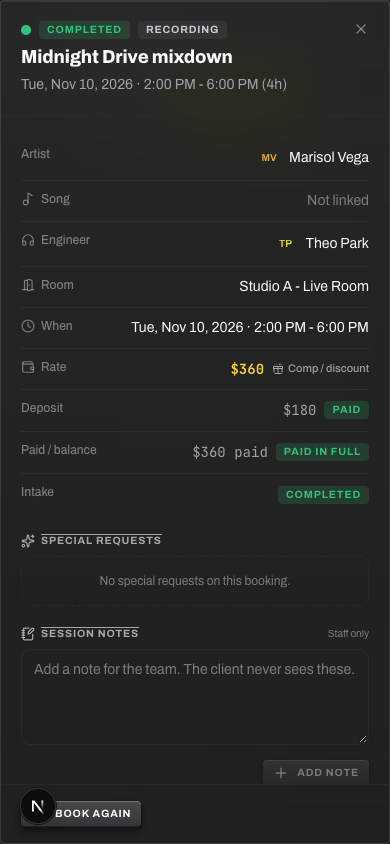 COMPLETED RECORDING
Midnight Drive mixdown
Tue, Nov 10, 2026 · 2:00 PM - 6:00 PM (4h)
Artist MV Marisol Vega
Song Not linked
Engineer TP Theo Park
Room Studio A - Live Room
When Tue, Nov 10, 2026 · 2:00 PM - 6:00 PM
Rate $360 Comp / discount
Deposit $180 PAID
Paid / balance $360 paid PAID IN FULL
Intake COMPLETED
SPECIAL REQUESTS
No special requests on this booking.
SESSION NOTES Staff only
Add a note for the team. The client never sees these.
ADD NOTE
N BOOK AGAIN